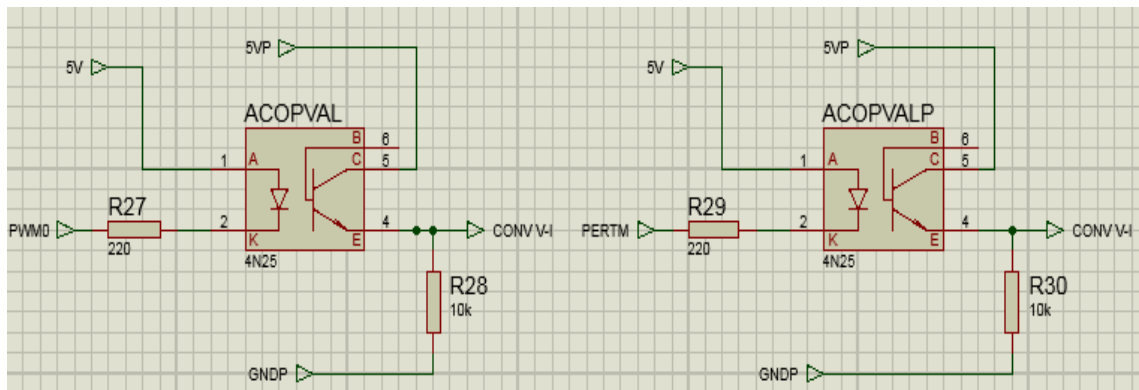 5VP
5V
ACOPVAL
B 6
1 A C 5
R27
PWM0 2 4 CONV V-I
K E
220 4N25
R28
10k
GNDP
5VP
5V
ACOPVALP
B 6
1 A C 5
R29
PERTM 2 4 CONV V-I
K E
220 4N25
R30
10k
GNDP